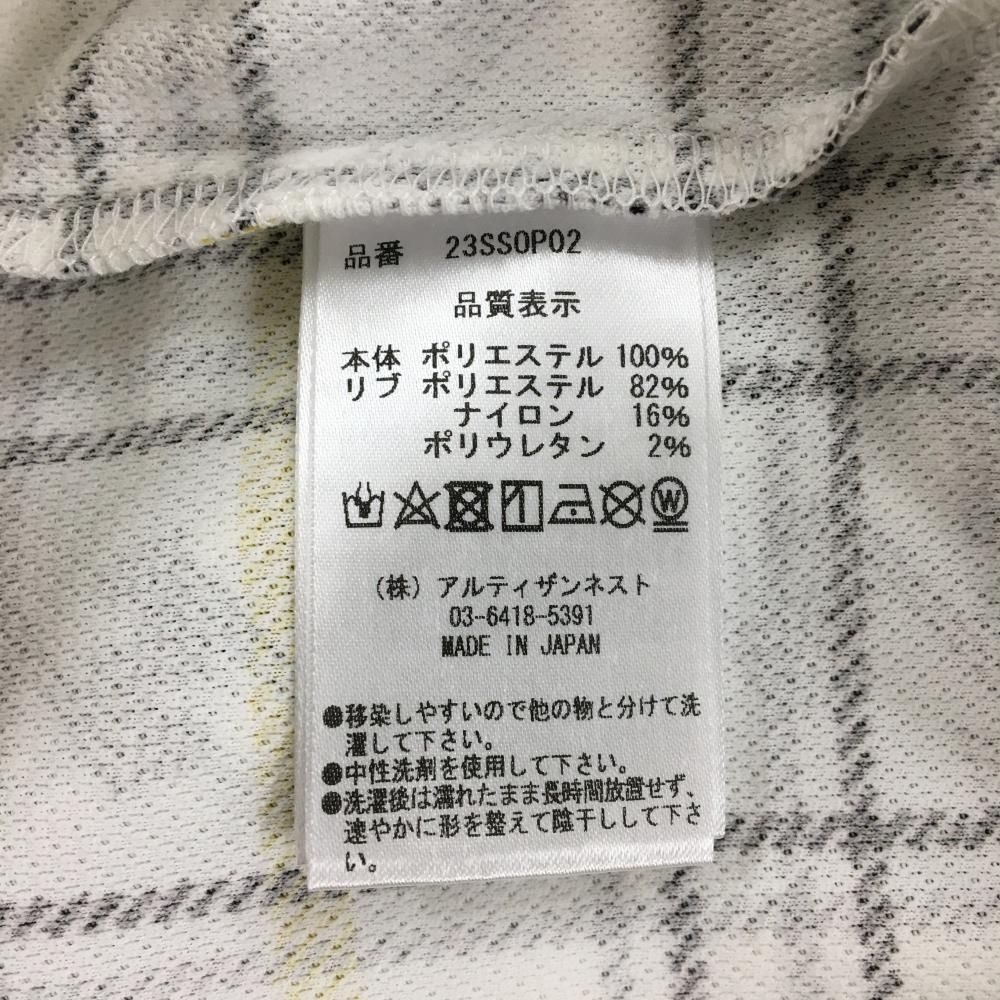 品番 23SSOP02
品質表示
本体 ポリエステル 100%
リブ ポリエステル 82%
ナイロン 16%
ポリウレタン 2%
W
(株) アルティザンネスト
03-6418-5391
MADE IN JAPAN
●移染しやすいので他の物と分けて洗
濯して下さい。
●中性洗剤を使用して下さい。
●洗濯後は濡れたまま長時間放置せず、
速やかに形を整えて陰干しして下さ
い。